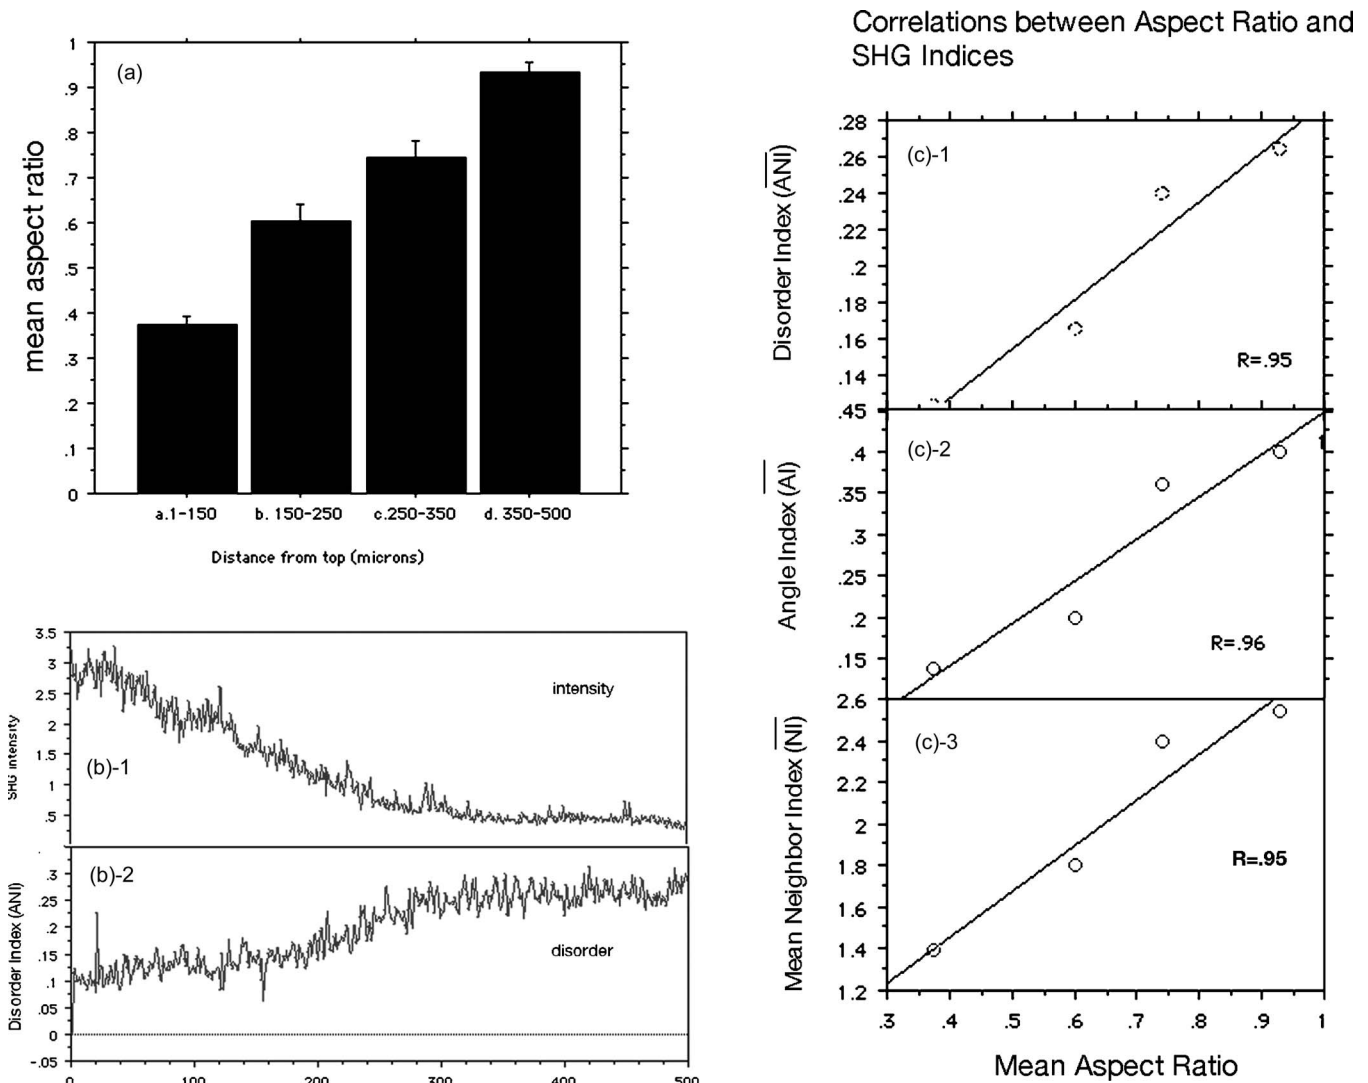 (a)
mean aspect ratio
1
.9
.8
.7
.6
.5
.4
.3
.2
.1
0
a.1-150 b. 150-250 c.250-350 d. 350-500
Distance from top (microns)
SHG intensity
3.5
3
2.5
2
1.5
1
.5
intensity
(b)-1
Disorder Index (ANI)
(b)-2
.3
.25
.2
.15
.1
.05
0
-.05
disorder
0 100 200 300 400 500
Correlations between Aspect Ratio and
SHG Indices
Disorder Index (ANI)
(c)-1
.28
.26
.24
.22
.2
.18
.16
.14
R=.95
Angle Index (AI)
.45
(c)-2
.4
.35
.3
.25
.2
.15
R=.96
Mean Neighbor Index (NI)
2.6
(c)-3
2.4
2.2
2
1.8
1.6
1.4
1.2
R=.95
.3 .4 .5 .6 .7 .8 .9 1
Mean Aspect Ratio